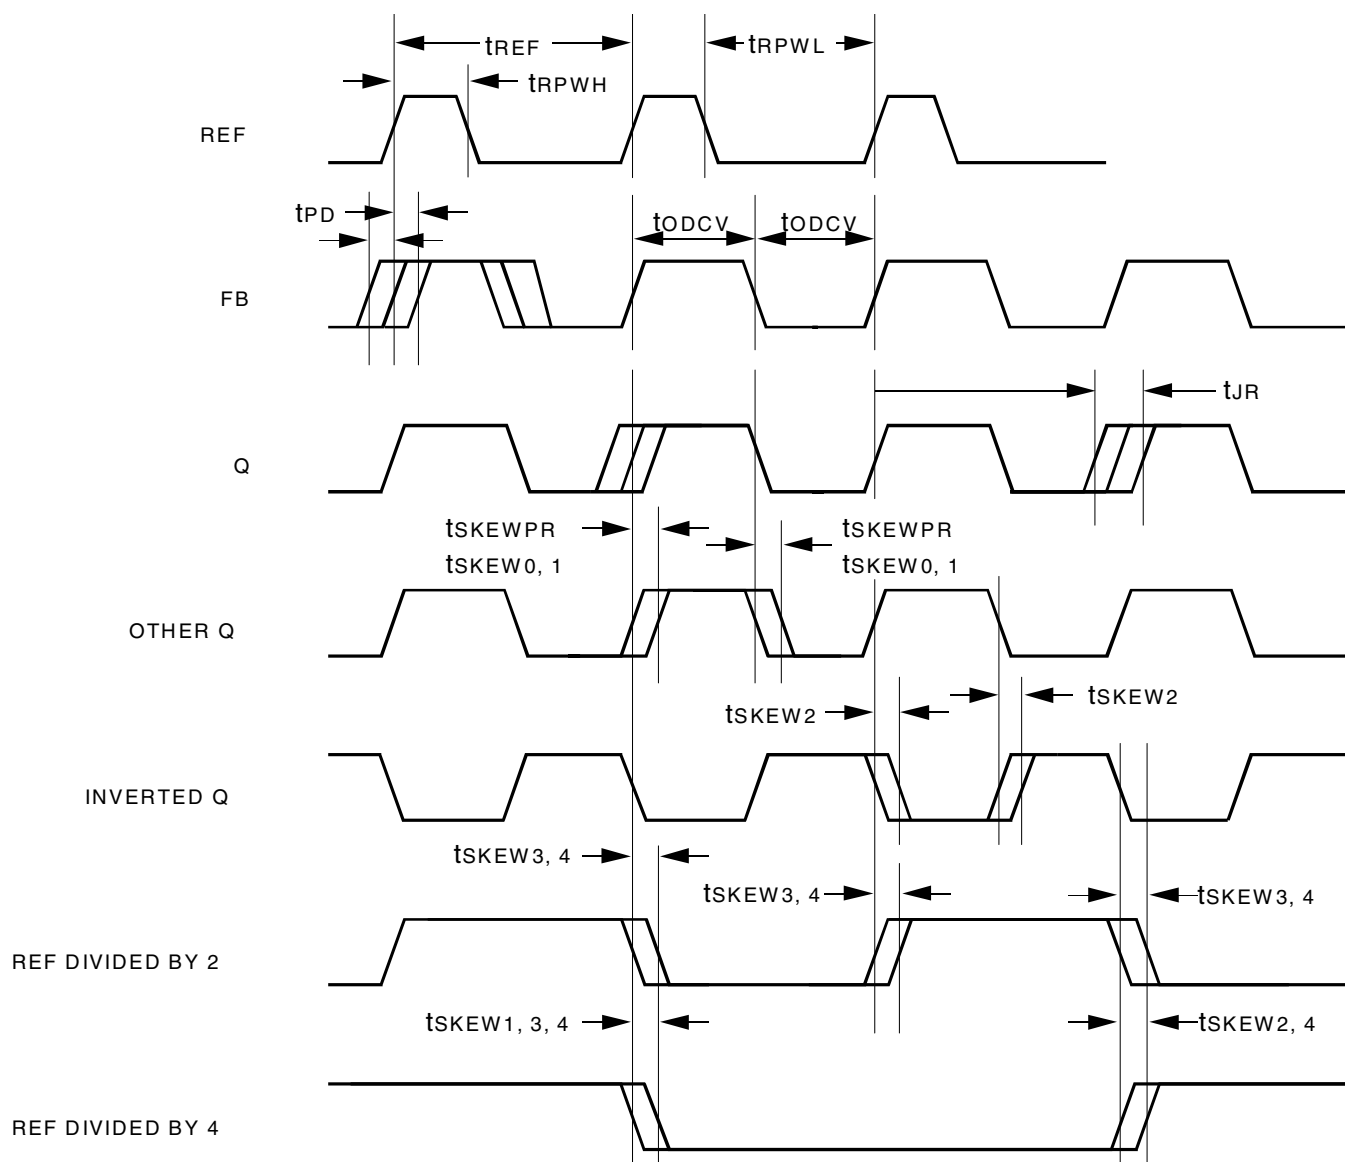 tREF
tRPWL
tRPWH
REF
tPD
tODCV
tODCV
FB
tJR
Q
tSKEWPR
tSKEW0, 1
tSKEWPR
tSKEW0, 1
OTHER Q
tSKEW2
tSKEW2
INVERTED Q
tSKEW3, 4
tSKEW3, 4
tSKEW3, 4
REF DIVIDED BY 2
tSKEW1, 3, 4
tSKEW2, 4
REF DIVIDED BY 4